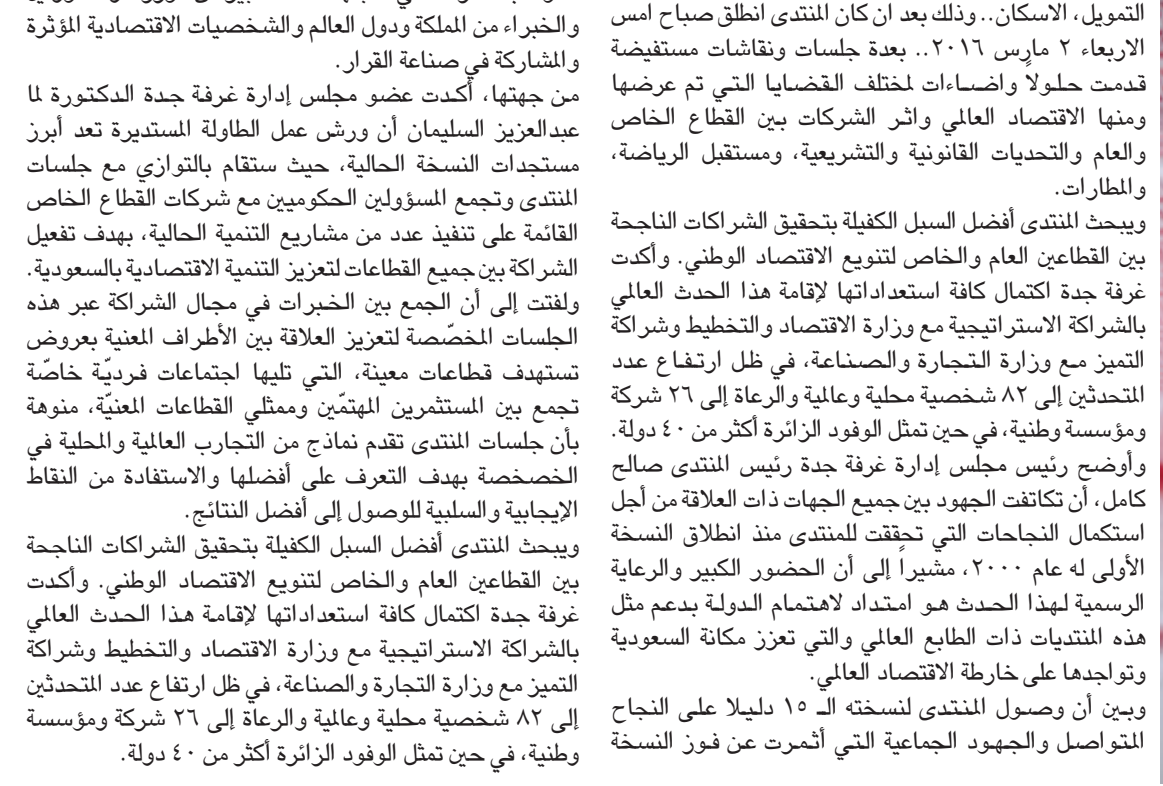 التمويل، الاسكان.. وذلك بعد ان كان المنتدى انطلق صباح امس
الاربعاء ٢ مارس ٢٠١٦.. بعدة جلسات ونقاشات مستفيضة
قدمت حلولاً واضاءات لمختلف القضايا التي تم عرضها
ومنها الاقتصاد العالمي واثر الشركات بين القطاع الخاص
والعام والتحديات القانونية والتشريعية، ومستقبل الرياضة،
والمطارات.
ويبحث المنتدى أفضل السبل الكفيلة بتحقيق الشراكات الناجحة
بين القطاعين العام والخاص لتنويع الاقتصاد الوطني. وأكدت
غرفة جدة اكتمال كافة استعداداتها لإقامة هذا الحدث العالمي
بالشراكة الاستراتيجية مع وزارة الاقتصاد والتخطيط وشراكة
التميز مع وزارة التجارة والصناعة، في ظل ارتفاع عدد
المتحدثين إلى ٨٢ شخصية محلية وعالمية والرعاة إلى ٢٦ شركة
ومؤسسة وطنية، في حين تمثل الوفود الزائرة أكثر من ٤٠ دولة.
وأوضح رئيس مجلس إدارة غرفة جدة رئيس المنتدى صالح
كامل، أن تكاتفت الجهود بين جميع الجهات ذات العلاقة من أجل
استكمال النجاحات التي تحققت للمنتدى منذ انطلاق النسخة
الأولى له عام ٢٠٠٠، مشيراً إلى أن الحضور الكبير والرعاية
الرسمية لهذا الحدث هو امتداد لاهتمام الدولة بدعم مثل
هذه المنتديات ذات الطابع العالمي والتي تعزز مكانة السعودية
وتواجدها على خارطة الاقتصاد العالمي.
وبين أن وصول المنتدى لنسخته الـ ١٥ دليلا على النجاح
المتواصل والجهود الجماعية التي أثمرت عن فوز النسخة
والخبراء من المملكة ودول العالم والشخصيات الاقتصادية المؤثرة
والمشاركة في صناعة القرار.
من جهتها، أكدت عضو مجلس إدارة غرفة جدة الدكتورة لما
عبدالعزيز السليمان أن ورش عمل الطاولة المستديرة تعد أبرز
مستجدات النسخة الحالية، حيث ستقام بالتوازي مع جلسات
المنتدى وتجمع المسؤولين الحكوميين مع شركات القطاع الخاص
القائمة على تنفيذ عدد من مشاريع التنمية الحالية، بهدف تفعيل
الشراكة بين جميع القطاعات لتعزيز التنمية الاقتصادية بالسعودية.
ولفتت إلى أن الجمع بين الخبرات في مجال الشراكة عبر هذه
الجلسات المخصّصة لتعزيز العلاقة بين الأطراف المعنية بعروض
تستهدف قطاعات معينة، التي تليها اجتماعات فرديّة خاصّة
تجمع بين المستثمرين المهتمّين وممثلي القطاعات المعنيّة، منوهة
بأن جلسات المنتدى تقدم نماذج من التجارب العالمية والمحلية في
الخصخصة بهدف التعرف على أفضلها والاستفادة من النقاط
الإيجابية والسلبية للوصول إلى أفضل النتائج.
ويبحث المنتدى أفضل السبل الكفيلة بتحقيق الشراكات الناجحة
بين القطاعين العام والخاص لتنويع الاقتصاد الوطني. وأكدت
غرفة جدة اكتمال كافة استعداداتها لإقامة هذا الحدث العالمي
بالشراكة الاستراتيجية مع وزارة الاقتصاد والتخطيط وشراكة
التميز مع وزارة التجارة والصناعة، في ظل ارتفاع عدد المتحدثين
إلى ٨٢ شخصية محلية وعالمية والرعاة إلى ٢٦ شركة ومؤسسة
وطنية، في حين تمثل الوفود الزائرة أكثر من ٤٠ دولة.